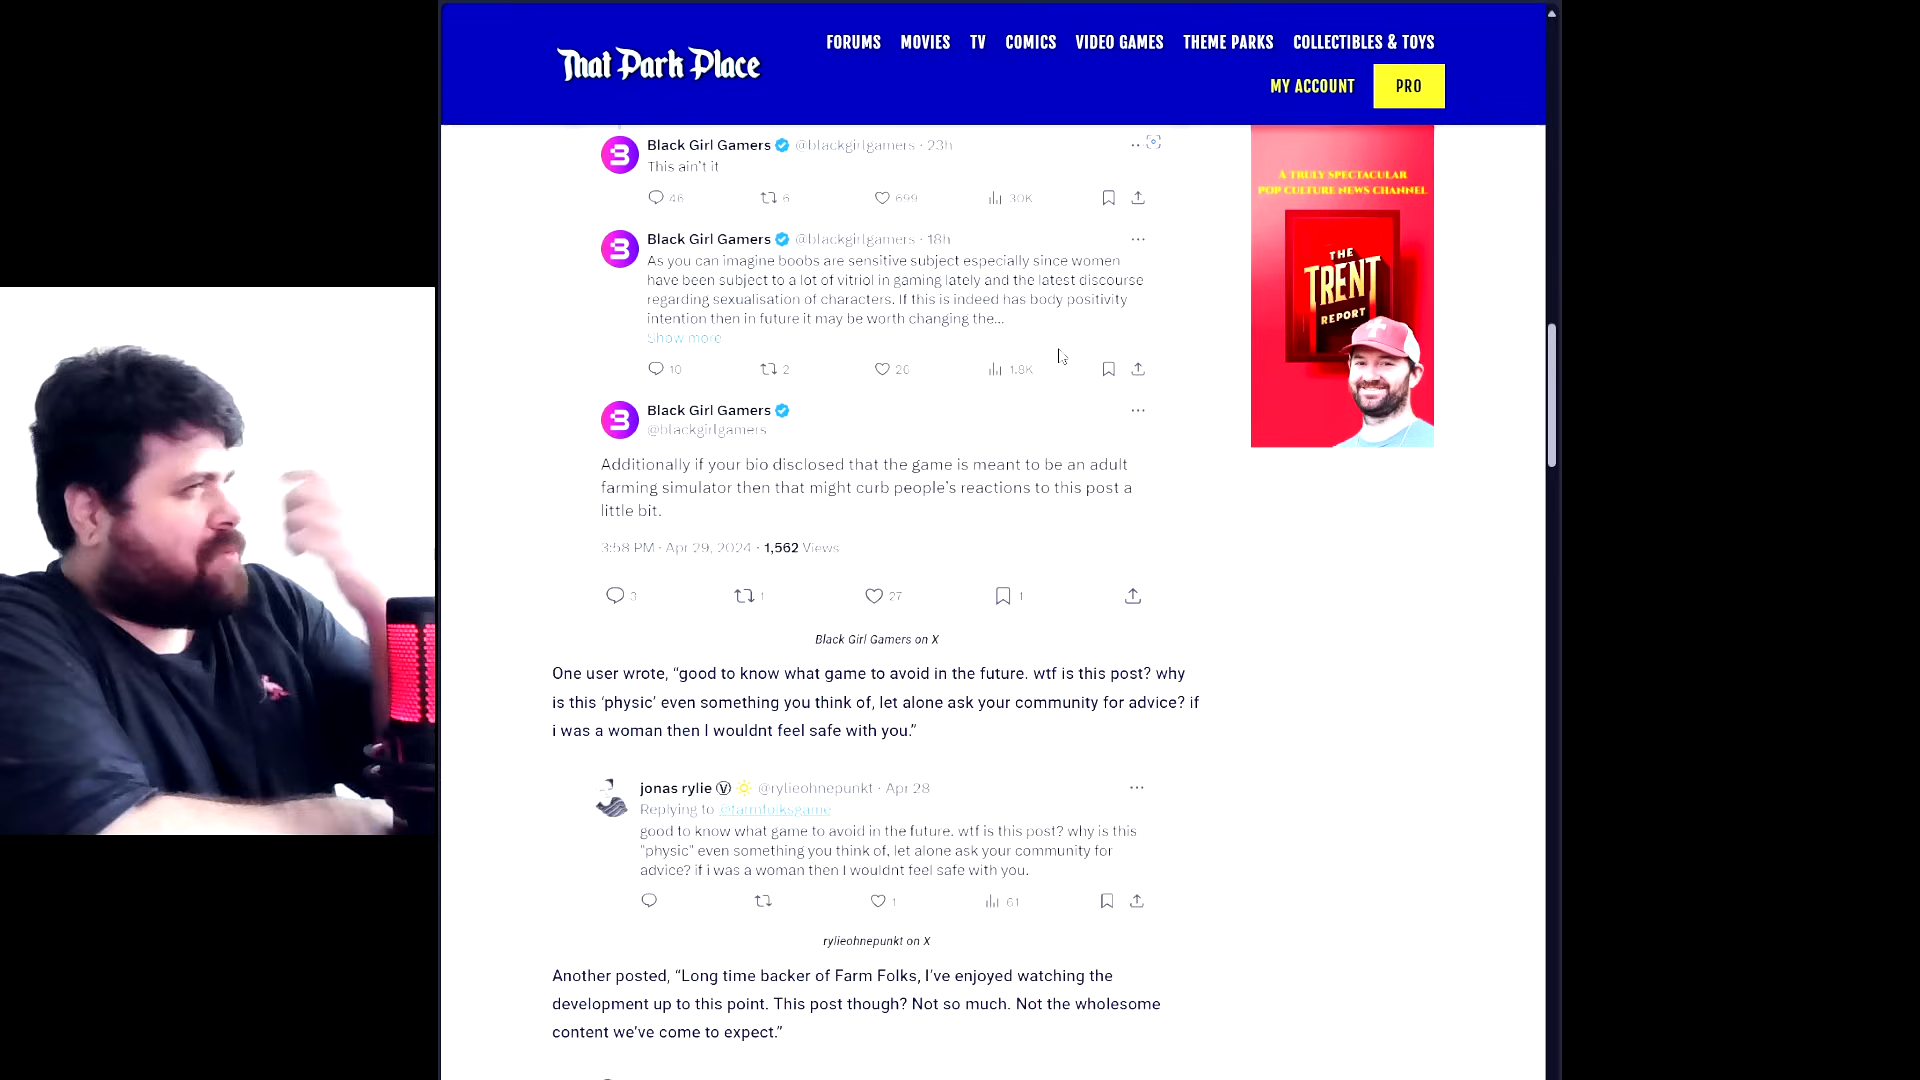 That Park Place
FORUMS MOVIES TV COMICS VIDEO GAMES THEME PARKS COLLECTIBLES & TOYS
MY ACCOUNT PRO
Black Girl Gamers @blackgirlgamers · 23h
This ain't it
46 6 699 30K
Black Girl Gamers @blackgirlgamers · 18h
As you can imagine boobs are sensitive subject especially since women
have been subject to a lot of vitriol in gaming lately and the latest discourse
regarding sexualisation of characters. If this is indeed has body positivity
intention then in future it may be worth changing the...
Show more
10 2 26 1.8K
Black Girl Gamers
@blackgirlgamers
Additionally if your bio disclosed that the game is meant to be an adult
farming simulator then that might curb people's reactions to this post a
little bit.
3:58 PM · Apr 29, 2024 · 1,562 Views
3 1 27 1
Black Girl Gamers on X
One user wrote, “good to know what game to avoid in the future. wtf is this post? why
is this ‘physic’ even something you think of, let alone ask your community for advice? if
i was a woman then I wouldnt feel safe with you.”
jonas rylie Ⓥ @rylieohnepunkt · Apr 28
Replying to @farmfolksgame
good to know what game to avoid in the future. wtf is this post? why is this
"physic" even something you think of, let alone ask your community for
advice? if i was a woman then I wouldnt feel safe with you.
1 61
rylieohnepunkt on X
Another posted, “Long time backer of Farm Folks, I’ve enjoyed watching the
development up to this point. This post though? Not so much. Not the wholesome
content we’ve come to expect.”
A TRULY SPECTACULAR
POP CULTURE NEWS CHANNEL
THE
TRENT
REPORT